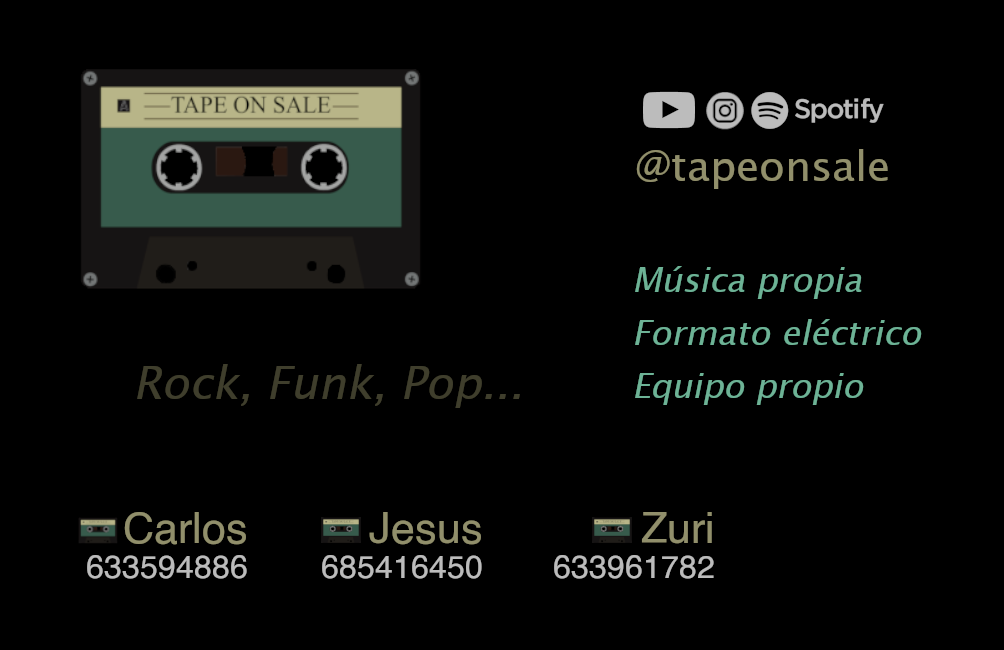 A TAPE ON SALE
Spotify
@tapeonsale
Música propia
Formato eléctrico
Equipo propio
Rock, Funk, Pop...
Carlos
633594886
Jesus
685416450
Zuri
633961782